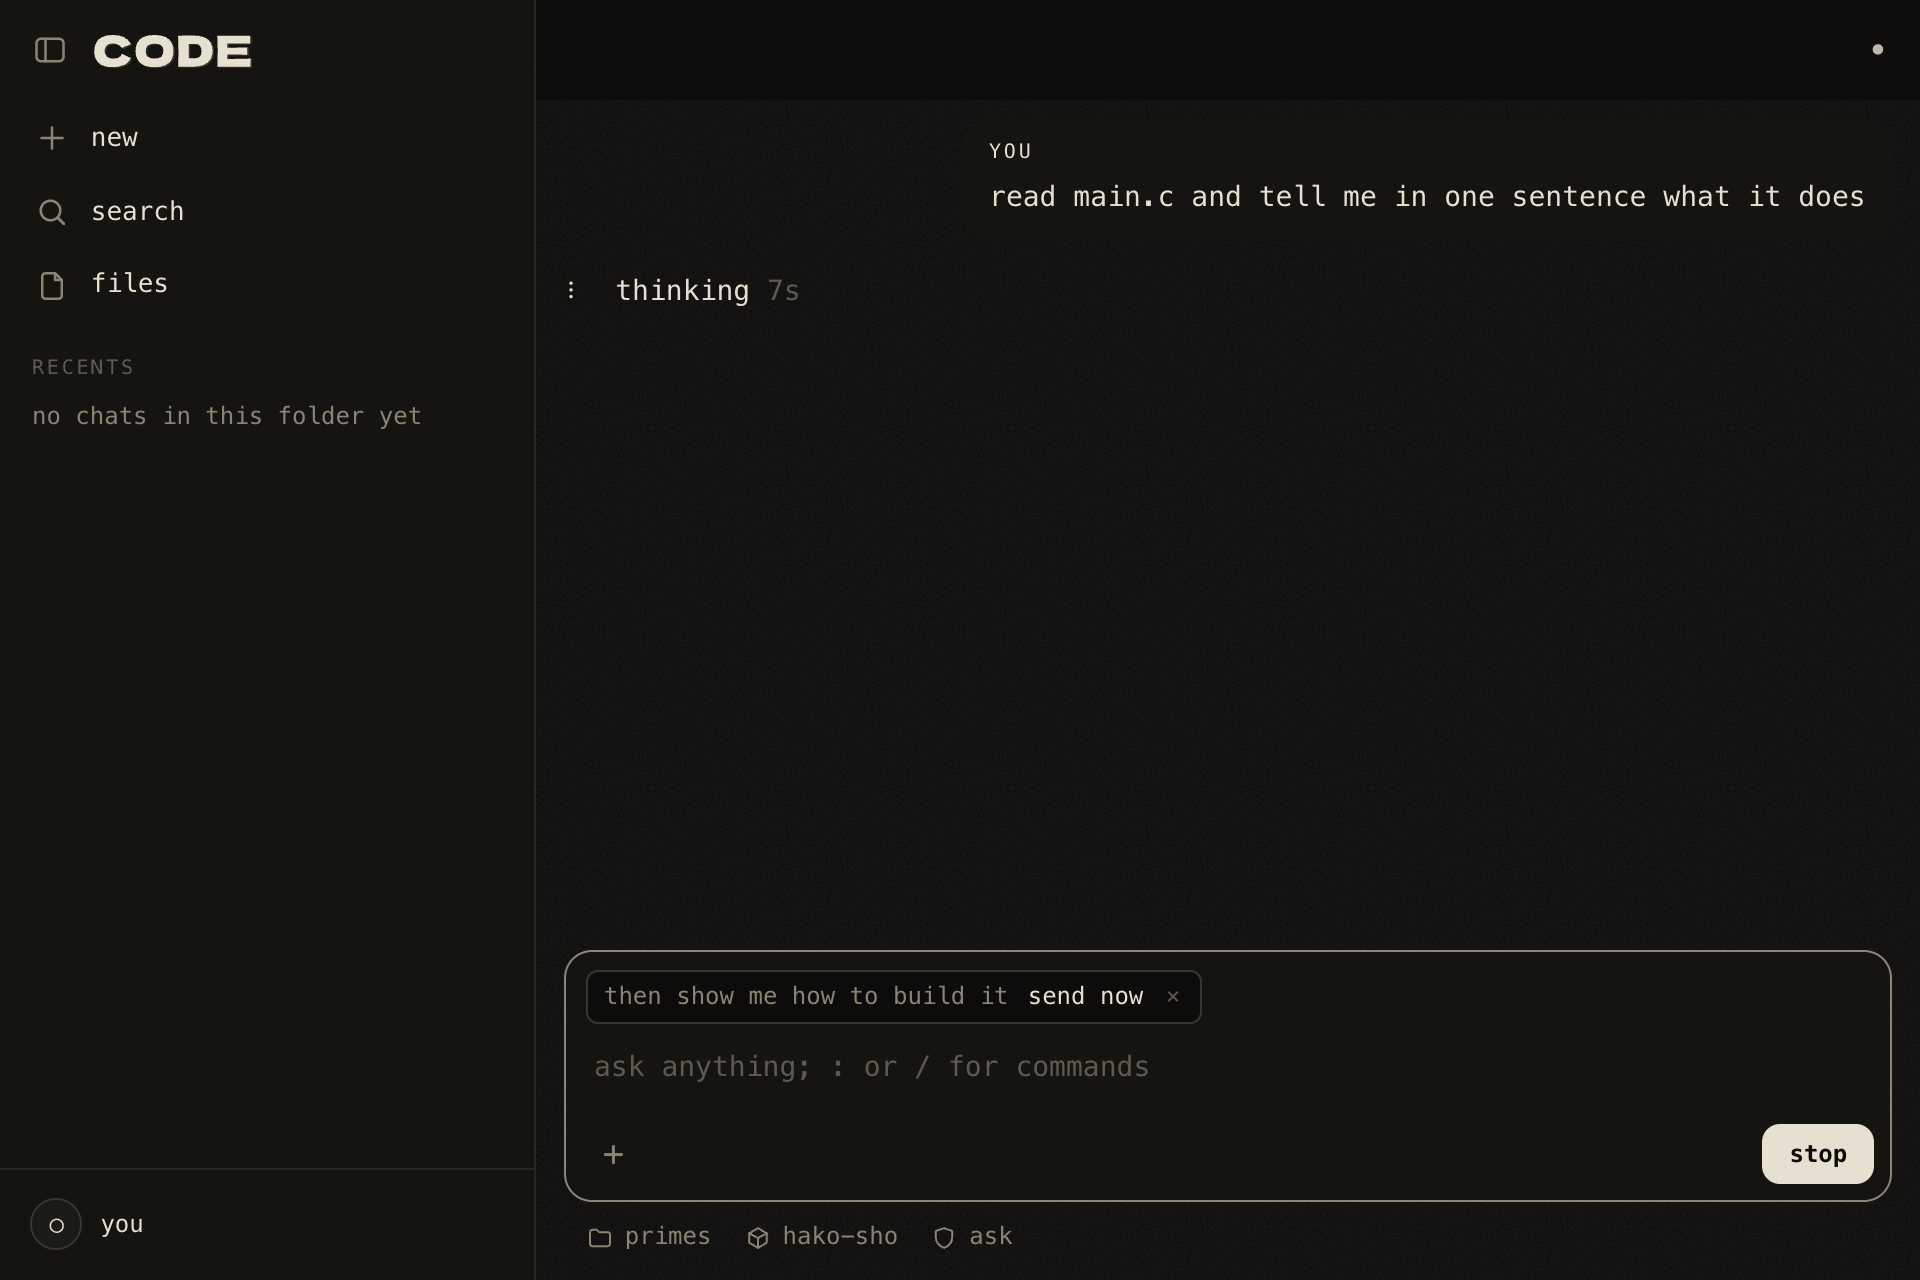 CODE
new
search
files
RECENTS
no chats in this folder yet
you
YOU
read main.c and tell me in one sentence what it does
thinking 7s
then show me how to build it send now ×
ask anything; : or / for commands
+
stop
primes hako-sho ask